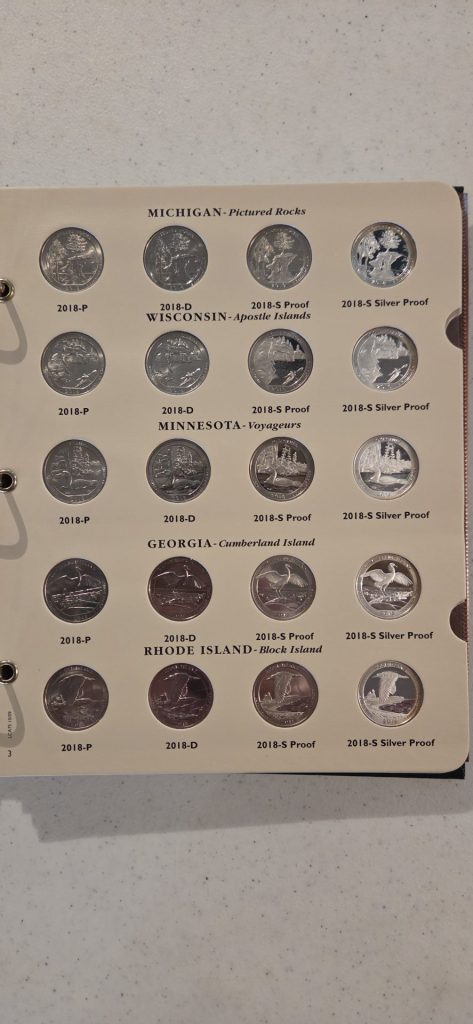 MICHIGAN - Pictured Rocks
2018-P 2018-D 2018-S Proof 2018-S Silver Proof
WISCONSIN - Apostle Islands
2018-P 2018-D 2018-S Proof 2018-S Silver Proof
MINNESOTA - Voyageurs
2018-P 2018-D 2018-S Proof 2018-S Silver Proof
GEORGIA - Cumberland Island
2018-P 2018-D 2018-S Proof 2018-S Silver Proof
RHODE ISLAND - Block Island
2018-P 2018-D 2018-S Proof 2018-S Silver Proof
3